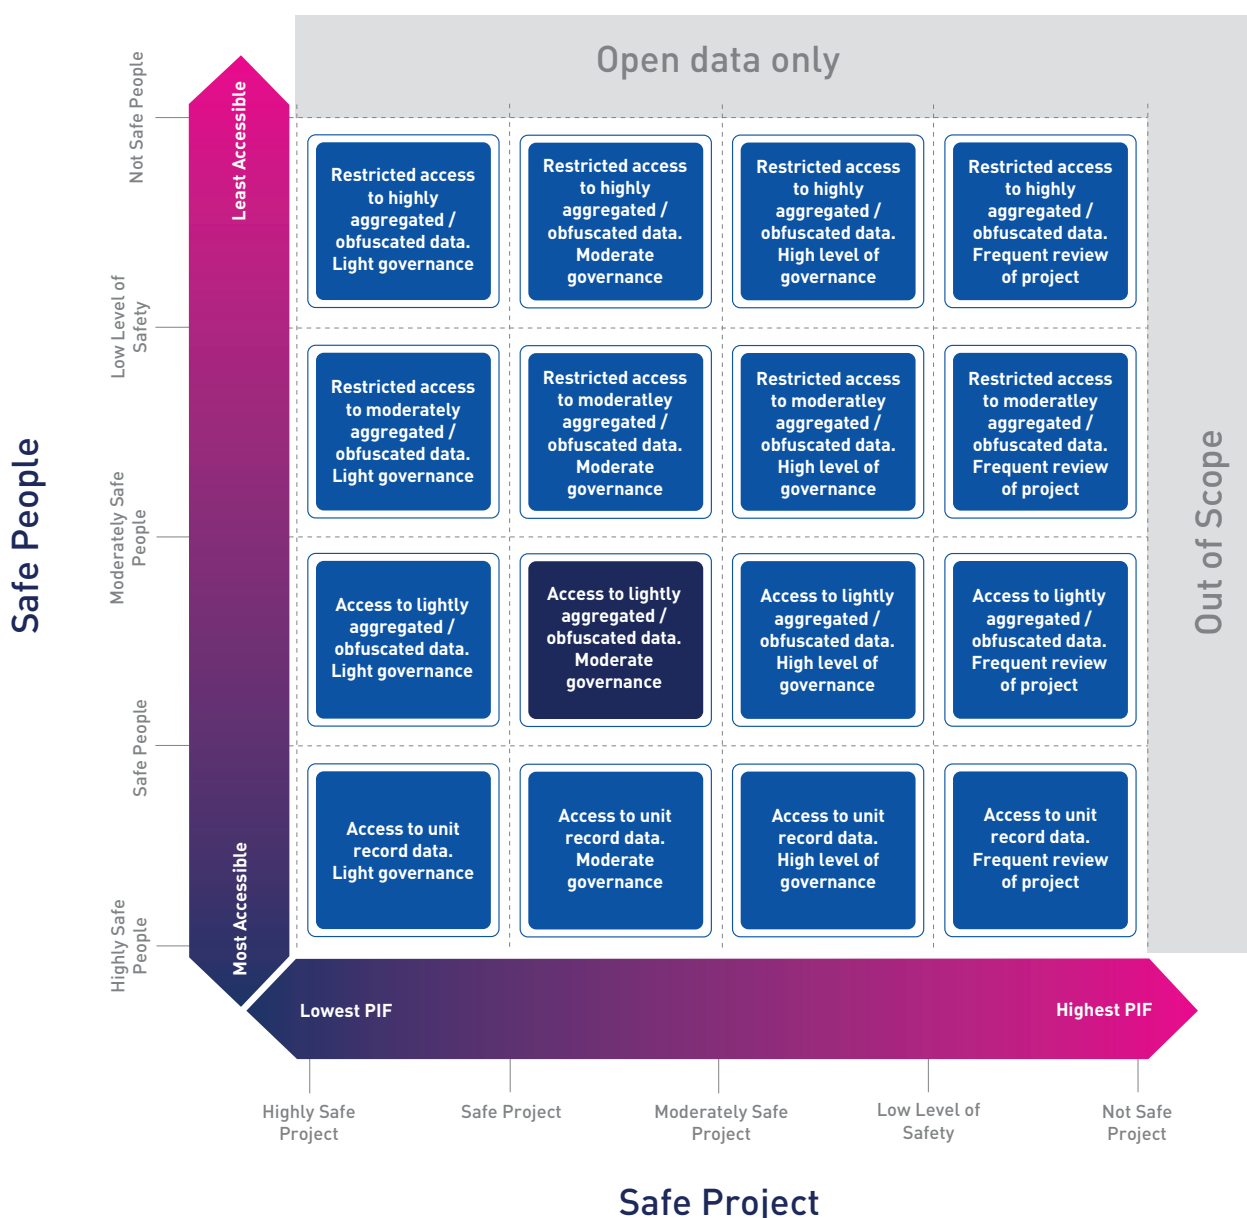 Open data only
Not Safe People
Least Accessible
Restricted access
to highly
aggregated /
obfuscated data.
Light governance
Restricted access
to highly
aggregated /
obfuscated data.
Moderate
governance
Restricted access
to highly
aggregated /
obfuscated data.
High level of
governance
Restricted access
to highly
aggregated /
obfuscated data.
Frequent review
of project
Low Level of
Safety
Restricted access
to moderately
aggregated /
obfuscated data.
Light governance
Restricted access
to moderatley
aggregated /
obfuscated data.
Moderate
governance
Restricted access
to moderatley
aggregated /
obfuscated data.
High level of
governance
Restricted access
to moderatley
aggregated /
obfuscated data.
Frequent review
of project
Safe People
Moderately Safe
People
Out of Scope
Access to lightly
aggregated /
obfuscated data.
Light governance
Access to lightly
aggregated /
obfuscated data.
Moderate
governance
Access to lightly
aggregated /
obfuscated data.
High level of
governance
Access to lightly
aggregated /
obfuscated data.
Frequent review
of project
Safe People
Most Accessible
Access to unit
record data.
Light governance
Access to unit
record data.
Moderate
governance
Access to unit
record data.
High level of
governance
Access to unit
record data.
Frequent review
of project
Highly Safe
People
Lowest PIF
Highest PIF
Highly Safe
Project
Safe Project
Moderately Safe
Project
Low Level of
Safety
Not Safe
Project
Safe Project